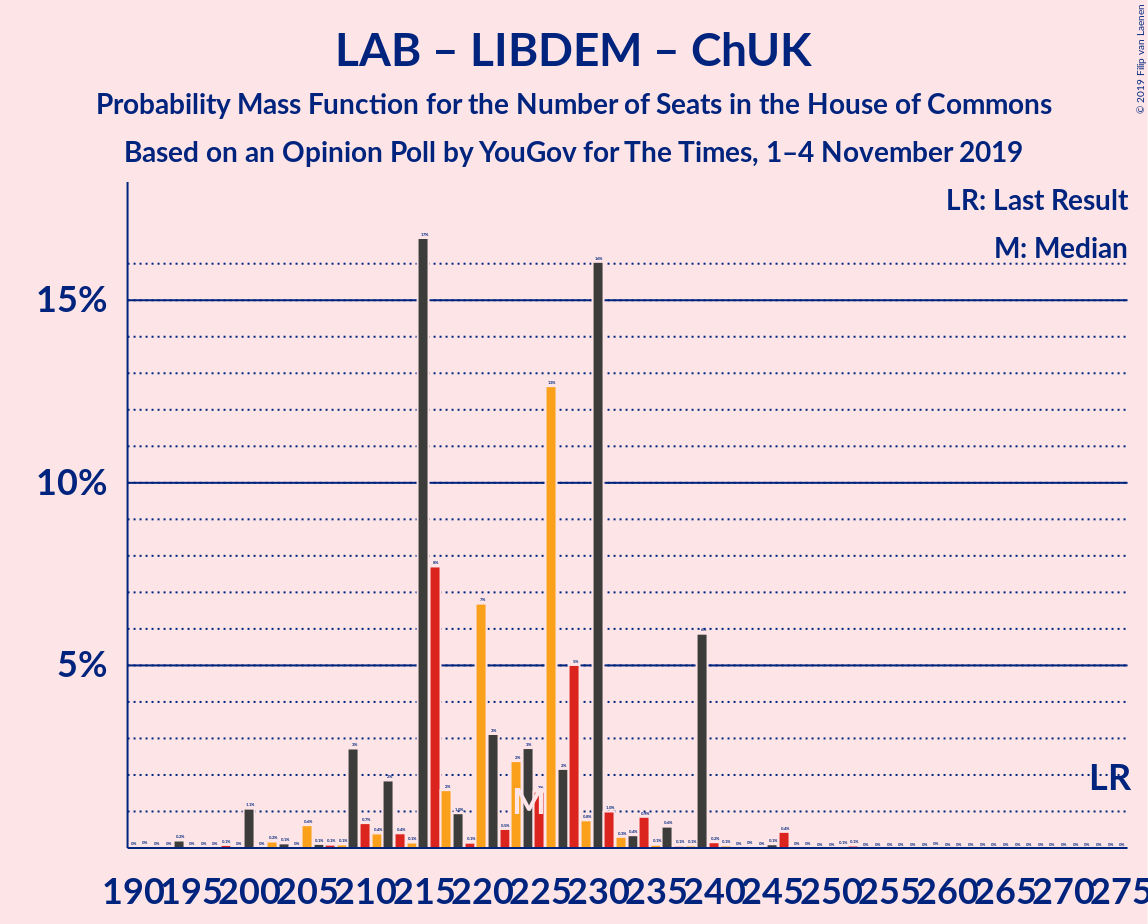 LAB – LIBDEM – ChUK
Probability Mass Function for the Number of Seats in the House of Commons
Based on an Opinion Poll by YouGov for The Times, 1–4 November 2019
© 2019 Filip van Laenen
LR: Last Result
M: Median
15%
10%
5%
M
LR
190 195 200 205 210 215 220 225 230 235 240 245 250 255 260 265 270 275